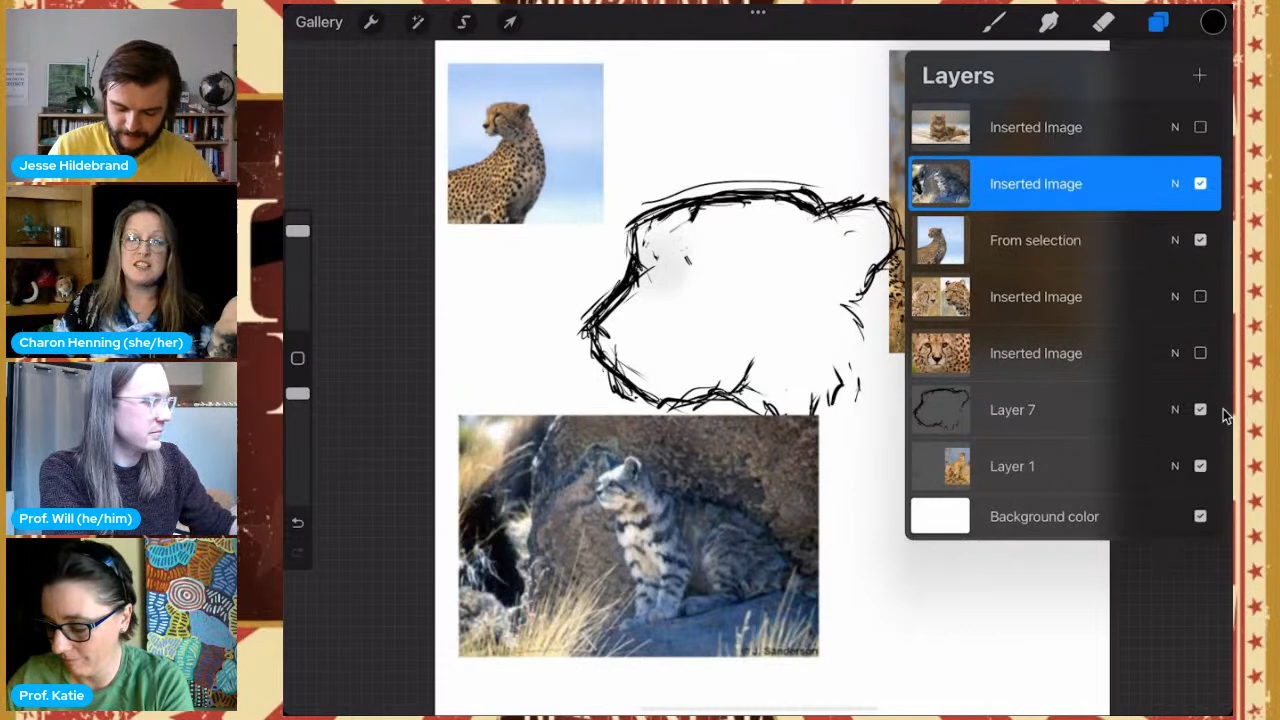 Gallery
Layers
Inserted Image N
Inserted Image N
From selection N
Inserted Image N
Inserted Image N
Layer 7 N
Layer 1 N
Background color
J. Sanderson
Jesse Hildebrand
Charon Henning (she/her)
Prof. Will (he/him)
Prof. Katie